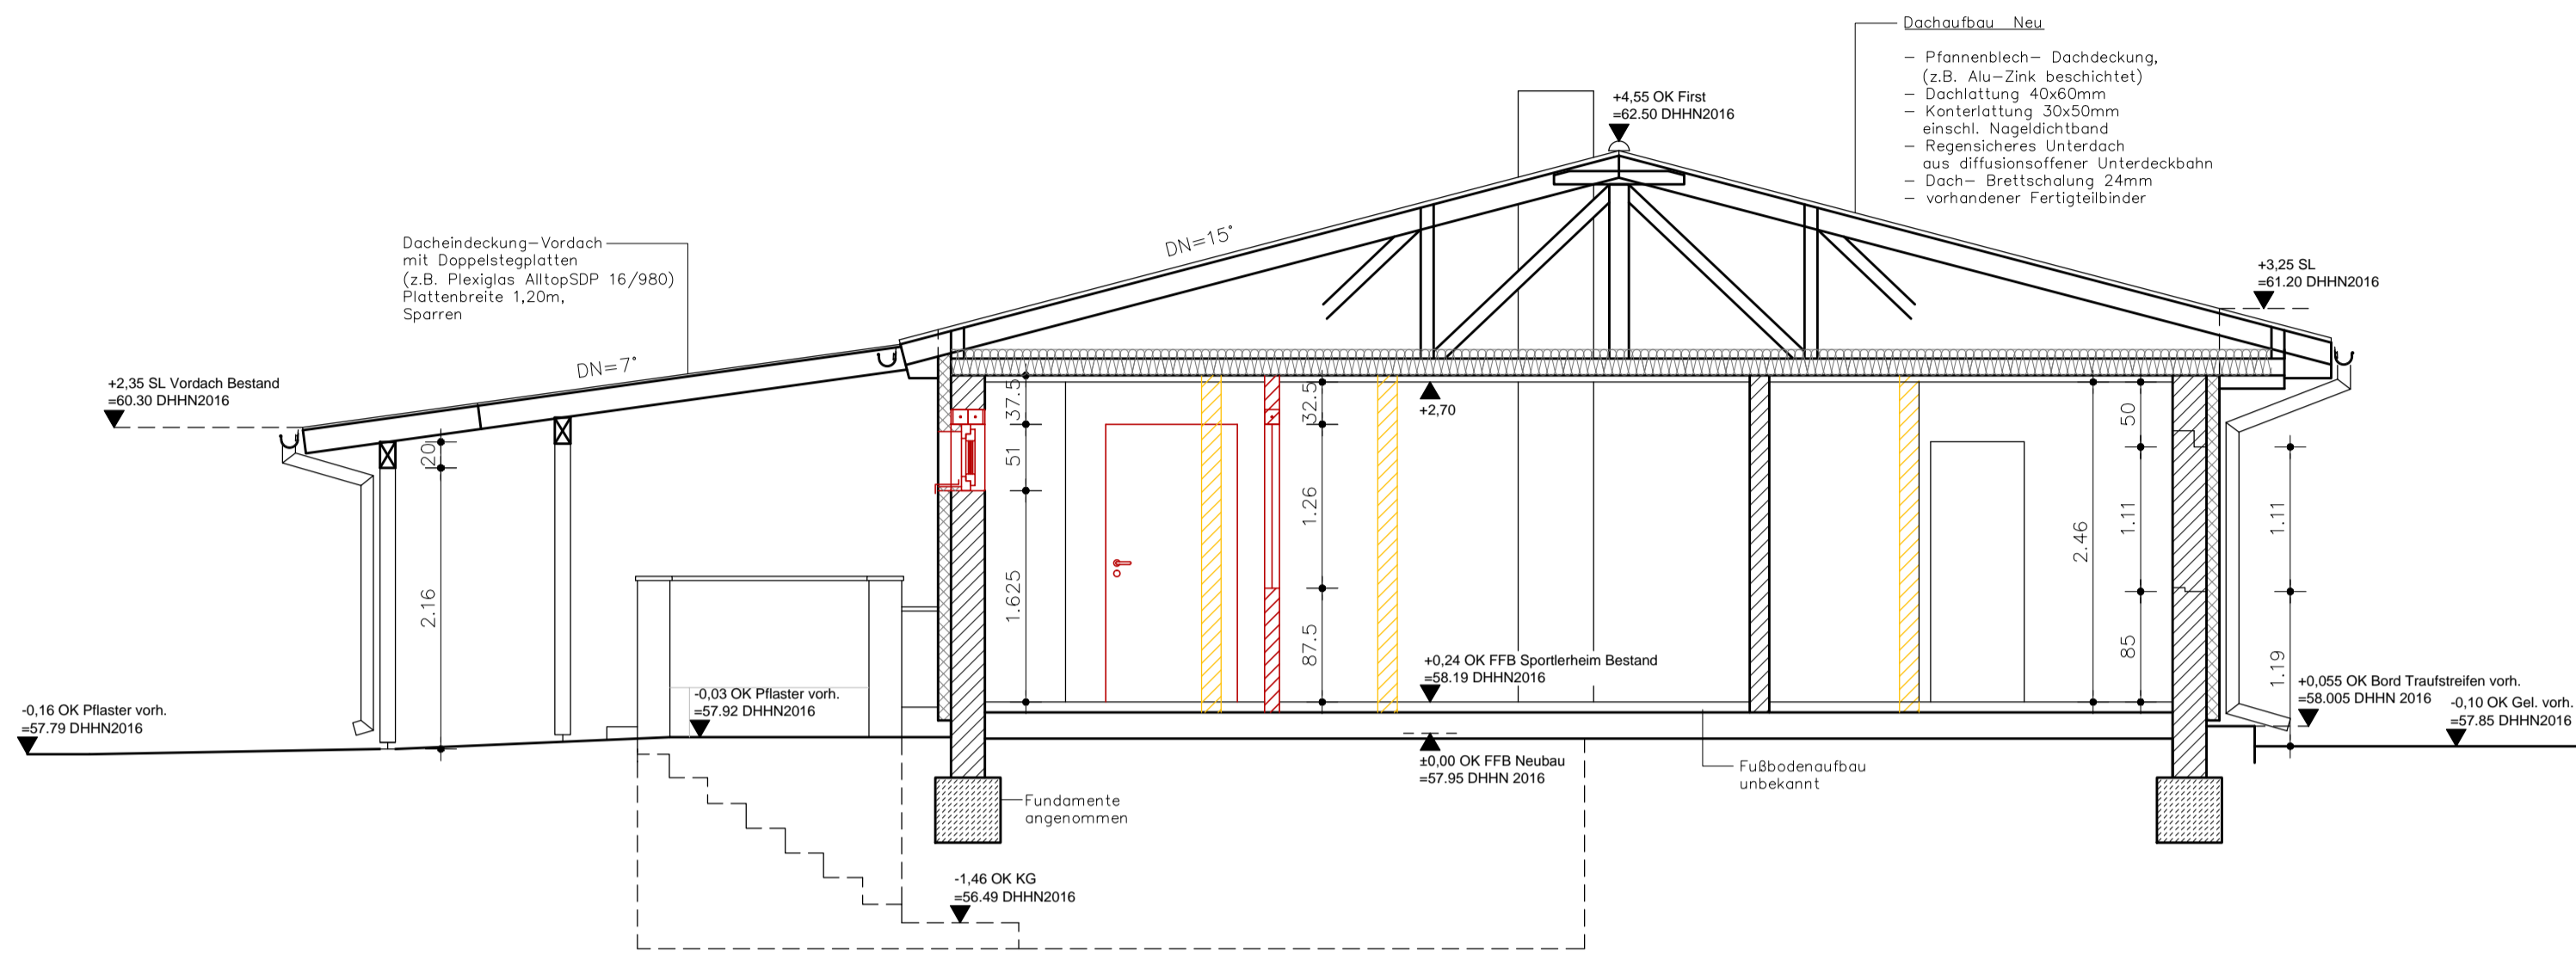 Dachaufbau Neu
- Pfannenblech- Dachdeckung,
(z.B. Alu-Zink beschichtet)
- Dachlattung 40x60mm
- Konterlattung 30x50mm
einschl. Nageldichtband
- Regensicheres Unterdach
aus diffusionsoffener Unterdeckbahn
- Dach- Brettschalung 24mm
- vorhandener Fertigteilbinder
+4,55 OK First
=62.50 DHHN2016
DN=15°
Dacheindeckung-Vordach
mit Doppelstegplatten
(z.B. Plexiglas AlltopSDP 16/980)
Plattenbreite 1,20m,
Sparren
+3,25 SL
=61.20 DHHN2016
DN=7°
+2,35 SL Vordach Bestand
=60.30 DHHN2016
+2,70
20
2.16
37.5
51
1.625
32.5
1.26
87.5
2.46
50
1.11
85
1.11
1.19
+0,24 OK FFB Sportlerheim Bestand
=58.19 DHHN2016
-0,03 OK Pflaster vorh.
=57.92 DHHN2016
-0,16 OK Pflaster vorh.
=57.79 DHHN2016
+0,055 OK Bord Traufstreifen vorh.
=58.005 DHHN 2016
-0,10 OK Gel. vorh.
=57.85 DHHN2016
±0,00 OK FFB Neubau
=57.95 DHHN 2016
Fußbodenaufbau
unbekannt
Fundamente
angenommen
-1,46 OK KG
=56.49 DHHN2016